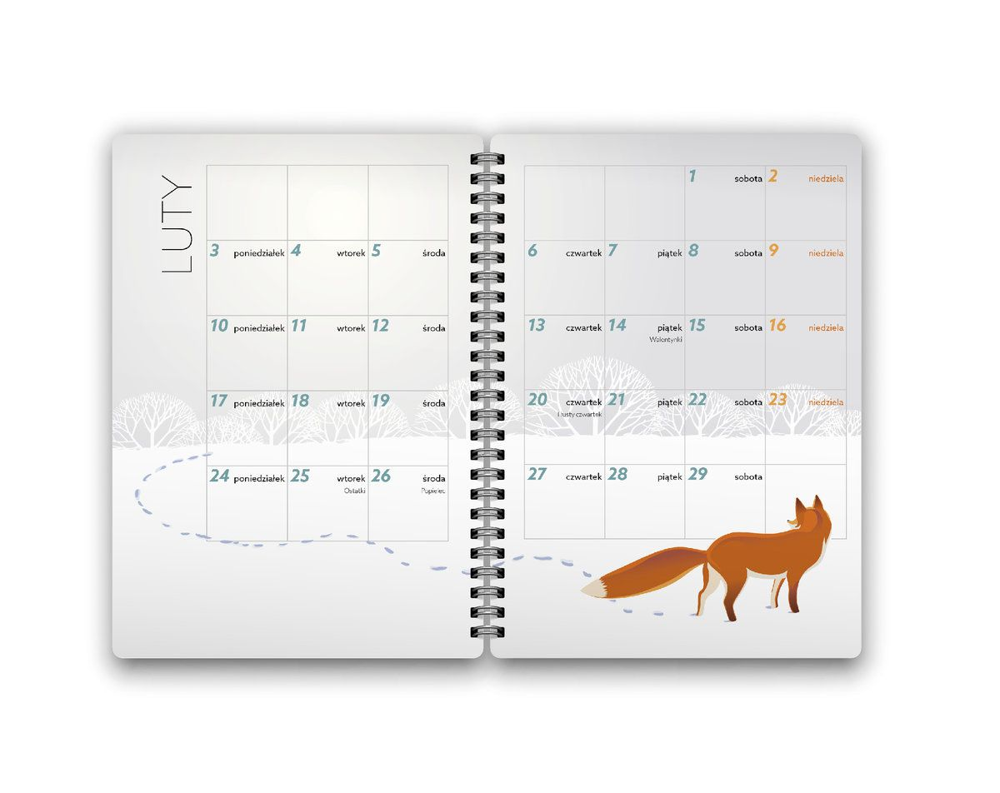 LUTY
1 sobota 2 niedziela
3 poniedziałek 4 wtorek 5 środa 6 czwartek 7 piątek 8 sobota 9 niedziela
10 poniedziałek 11 wtorek 12 środa 13 czwartek 14 piątek 15 sobota 16 niedziela
Walentynki
17 poniedziałek 18 wtorek 19 środa 20 czwartek 21 piątek 22 sobota 23 niedziela
Tłusty czwartek
24 poniedziałek 25 wtorek 26 środa 27 czwartek 28 piątek 29 sobota
Ostatki Popielec